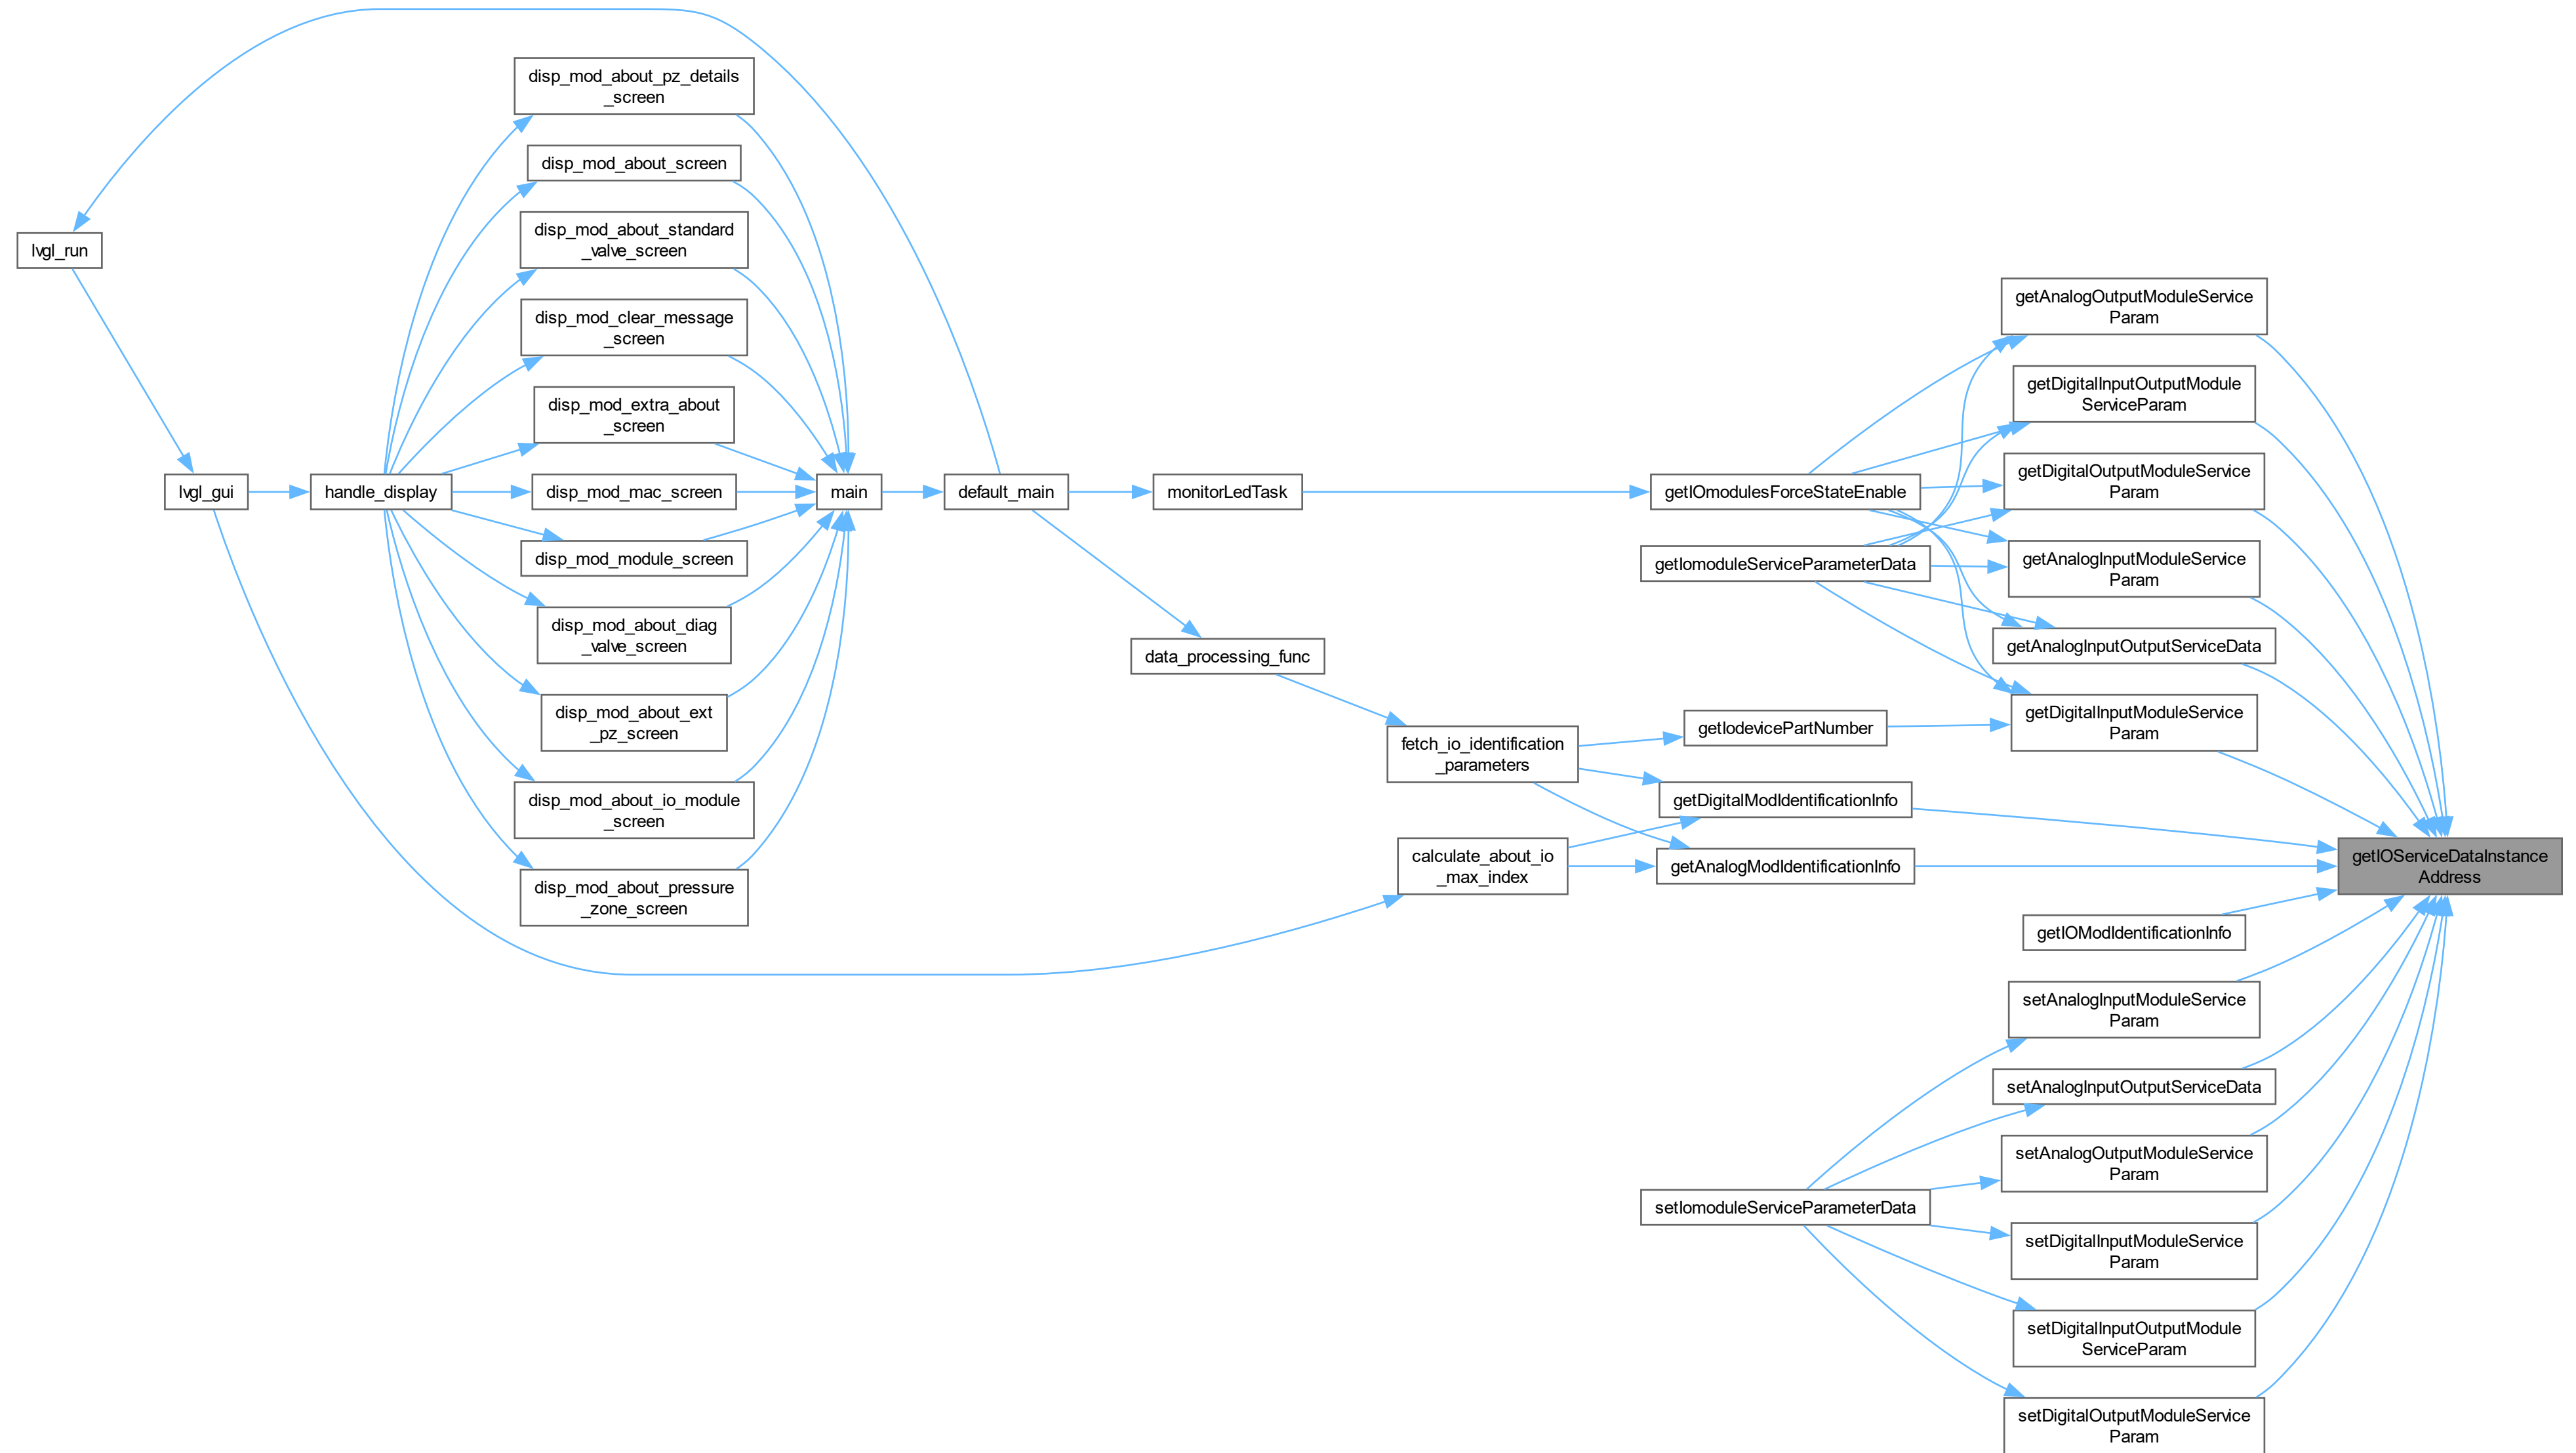 lvgl_run
lvgl_gui
handle_display
disp_mod_about_pz_details
_screen
disp_mod_about_screen
disp_mod_about_standard
_valve_screen
disp_mod_clear_message
_screen
disp_mod_extra_about
_screen
disp_mod_mac_screen
disp_mod_module_screen
disp_mod_about_diag
_valve_screen
disp_mod_about_ext
_pz_screen
disp_mod_about_io_module
_screen
disp_mod_about_pressure
_zone_screen
main
default_main
monitorLedTask
data_processing_func
fetch_io_identification
_parameters
calculate_about_io
_max_index
getIOmodulesForceStateEnable
getIomoduleServiceParameterData
getIodevicePartNumber
getDigitalModIdentificationInfo
getAnalogModIdentificationInfo
setIomoduleServiceParameterData
getAnalogOutputModuleService
Param
getDigitalInputOutputModule
ServiceParam
getDigitalOutputModuleService
Param
getAnalogInputModuleService
Param
getAnalogInputOutputServiceData
getDigitalInputModuleService
Param
getIOModIdentificationInfo
setAnalogInputModuleService
Param
setAnalogInputOutputServiceData
setAnalogOutputModuleService
Param
setDigitalInputModuleService
Param
setDigitalInputOutputModule
ServiceParam
setDigitalOutputModuleService
Param
getIOServiceDataInstance
Address